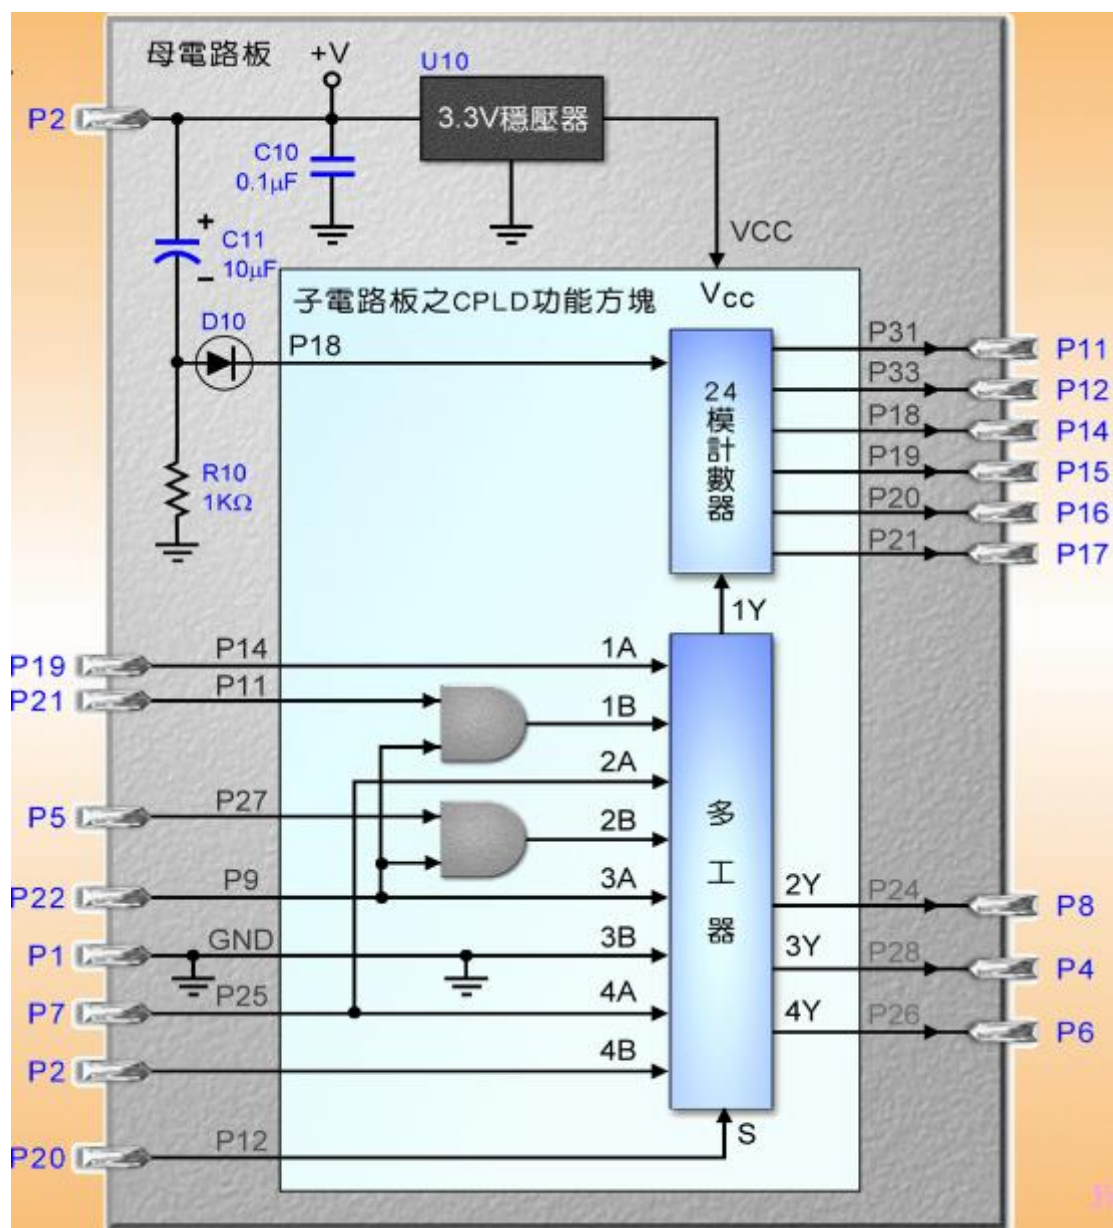 母電路板
+V
U10
P2
3.3V穩壓器
C10
0.1µF
+
C11
10µF
−
VCC
子電路板之CPLD功能方塊
Vcc
D10
P18
24
模
計
數
器
P31
P11
P33
P12
P18
P14
P19
P15
P20
P16
P21
P17
R10
1KΩ
1Y
P19
P14
1A
P21
P11
1B
2A
P5
P27
2B
多
工
器
P22
P9
3A
2Y
P24
P8
P1
GND
3B
3Y
P28
P4
P7
P25
4A
4Y
P26
P6
P2
4B
P20
P12
S